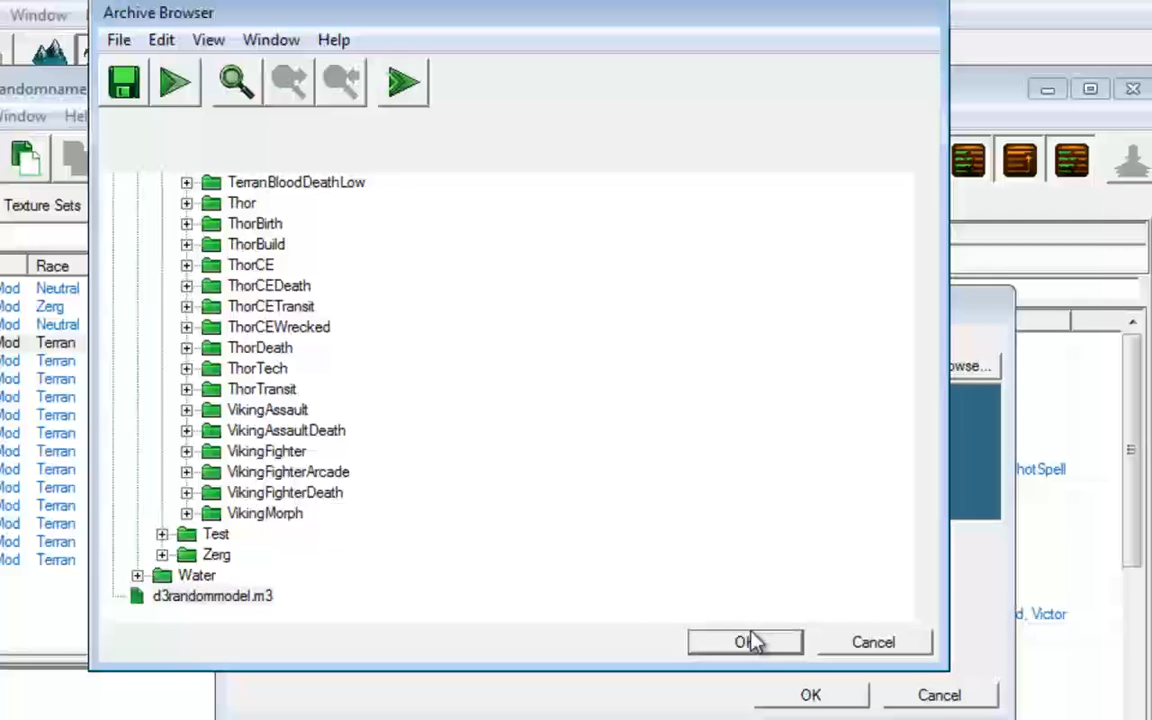 Window
Archive Browser
File Edit View Window Help
randomname
Window Hel
Texture Sets
Race
Mod Neutral
Mod Zerg
Mod Neutral
Mod Terran
Mod Terran
Mod Terran
Mod Terran
Mod Terran
Mod Terran
Mod Terran
Mod Terran
Mod Terran
Mod Terran
Mod Terran
Mod Terran
Mod Terran
TerranBloodDeathLow
Thor
ThorBirth
ThorBuild
ThorCE
ThorCEDeath
ThorCETransit
ThorCEWrecked
ThorDeath
ThorTech
ThorTransit
VikingAssault
VikingAssaultDeath
VikingFighter
VikingFighterArcade
VikingFighterDeath
VikingMorph
Test
Zerg
Water
d3randommodel.m3
OK Cancel
owse...
hotSpell
d, Victor
OK Cancel